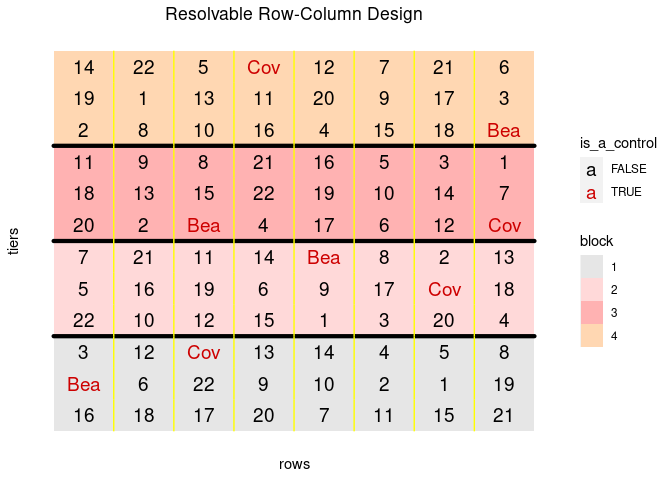 Resolvable Row-Column Design
14 22 5 Cov 12 7 21 6
19 1 13 11 20 9 17 3
2 8 10 16 4 15 18 Bea
11 9 8 21 16 5 3 1
18 13 15 22 19 10 14 7
20 2 Bea 4 17 6 12 Cov
7 21 11 14 Bea 8 2 13
5 16 19 6 9 17 Cov 18
22 10 12 15 1 3 20 4
3 12 Cov 13 14 4 5 8
Bea 6 22 9 10 2 1 19
16 18 17 20 7 11 15 21
tiers
rows
is_a_control
a FALSE
a TRUE
block
1
2
3
4